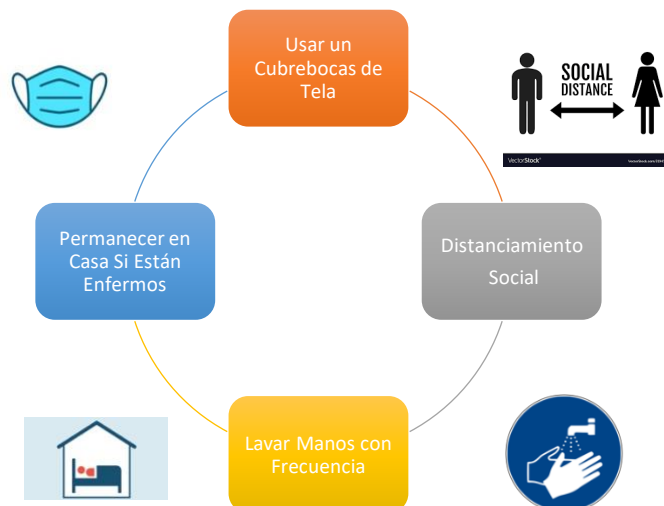 Usar un
Cubrebocas de
Tela
SOCIAL
DISTANCE
VectorStock®
Permanecer en
Casa Si Están
Enfermos
Distanciamiento
Social
Lavar Manos con
Frecuencia